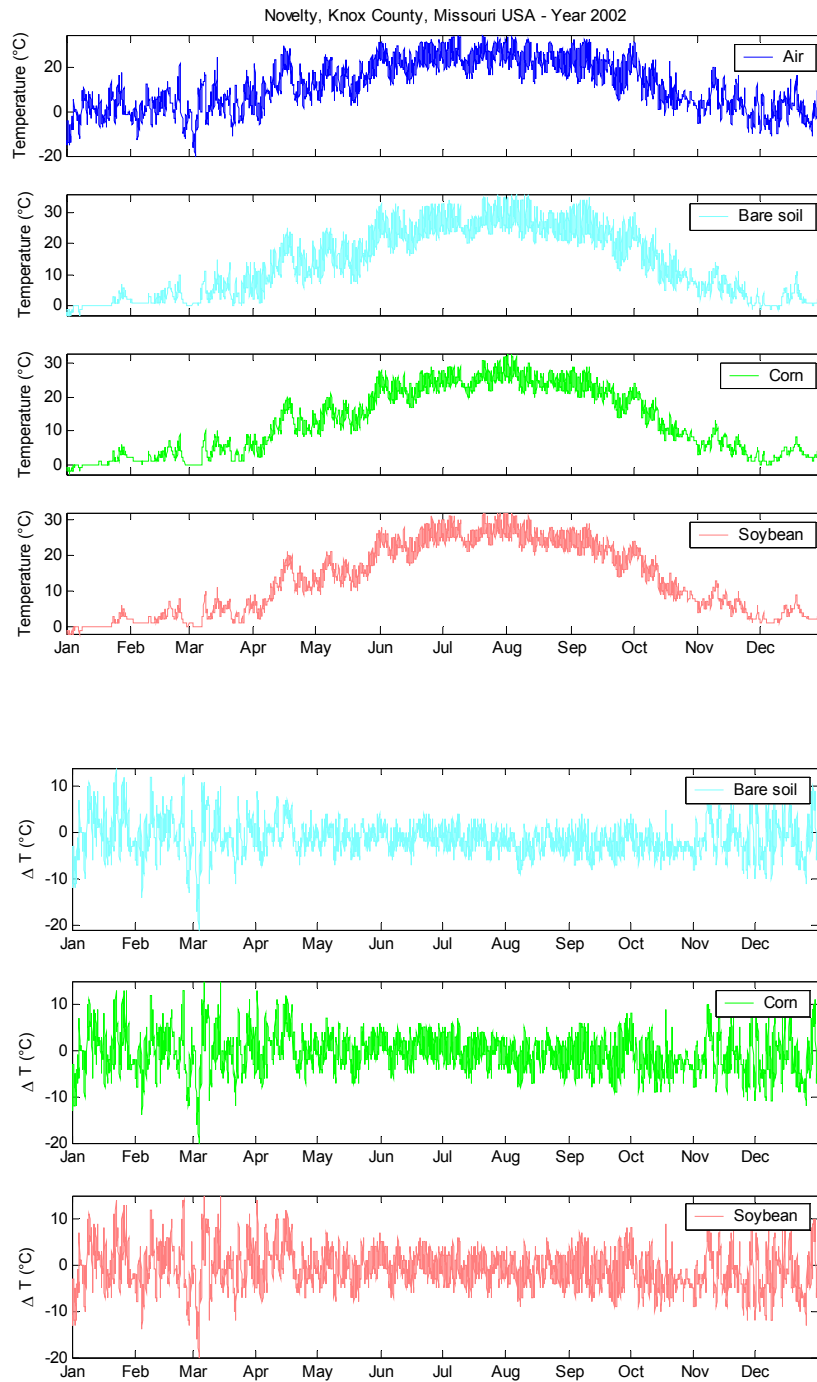 Novelty, Knox County, Missouri USA - Year 2002
Temperature (°C)
20
0
-20
Air
Temperature (°C)
30
20
10
0
Bare soil
Temperature (°C)
30
20
10
0
Corn
Temperature (°C)
30
20
10
0
Soybean
Jan Feb Mar Apr May Jun Jul Aug Sep Oct Nov Dec
Δ T (°C)
10
0
-10
-20
Bare soil
Jan Feb Mar Apr May Jun Jul Aug Sep Oct Nov Dec
Δ T (°C)
10
0
-10
-20
Corn
Jan Feb Mar Apr May Jun Jul Aug Sep Oct Nov Dec
Δ T (°C)
10
0
-10
-20
Soybean
Jan Feb Mar Apr May Jun Jul Aug Sep Oct Nov Dec